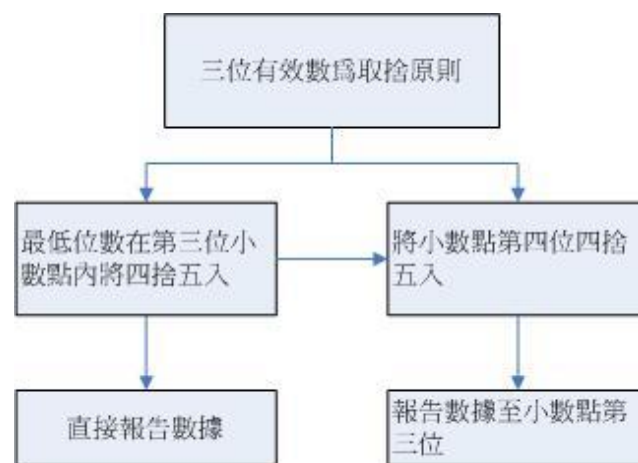 三位有效數爲取捨原則
最低位數在第三位小
數點內將四捨五入
將小數点第四位四捨
五入
直接報告數據
報告數據至小數點第
三位